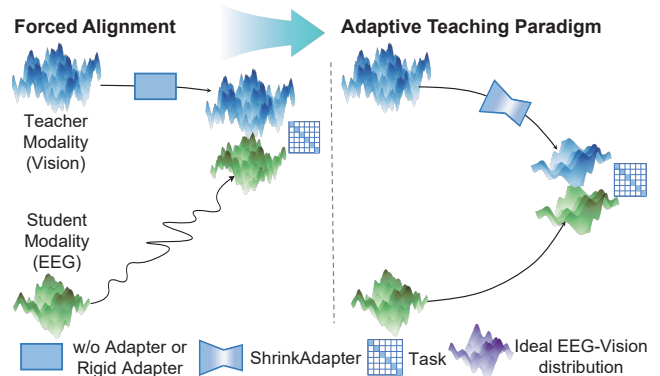 Forced Alignment
Adaptive Teaching Paradigm
Teacher
Modality
(Vision)
Student
Modality
(EEG)
w/o Adapter or
Rigid Adapter
ShrinkAdapter
Task
Ideal EEG-Vision
distribution